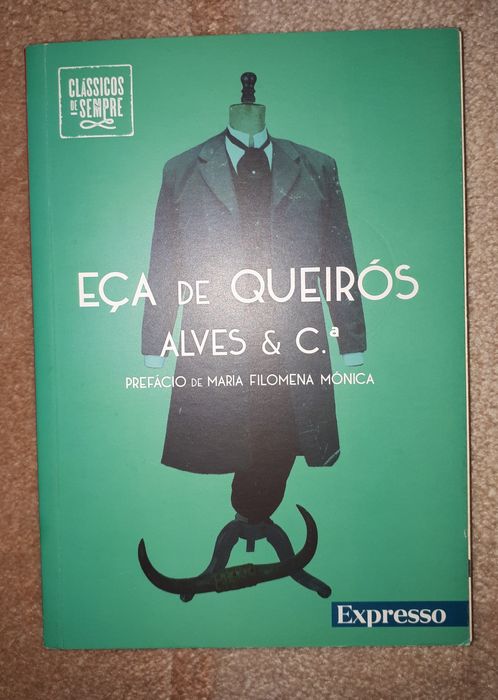 CLÁSSICOS
DE SEMPRE
EÇA DE QUEIRÓS
ALVES & C.ª
PREFÁCIO DE MARIA FILOMENA MÓNICA
Expresso